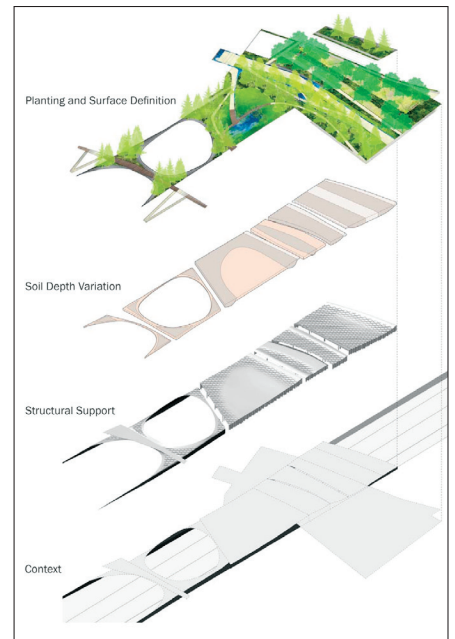 Planting and Surface Definition
Soil Depth Variation
Structural Support
Context